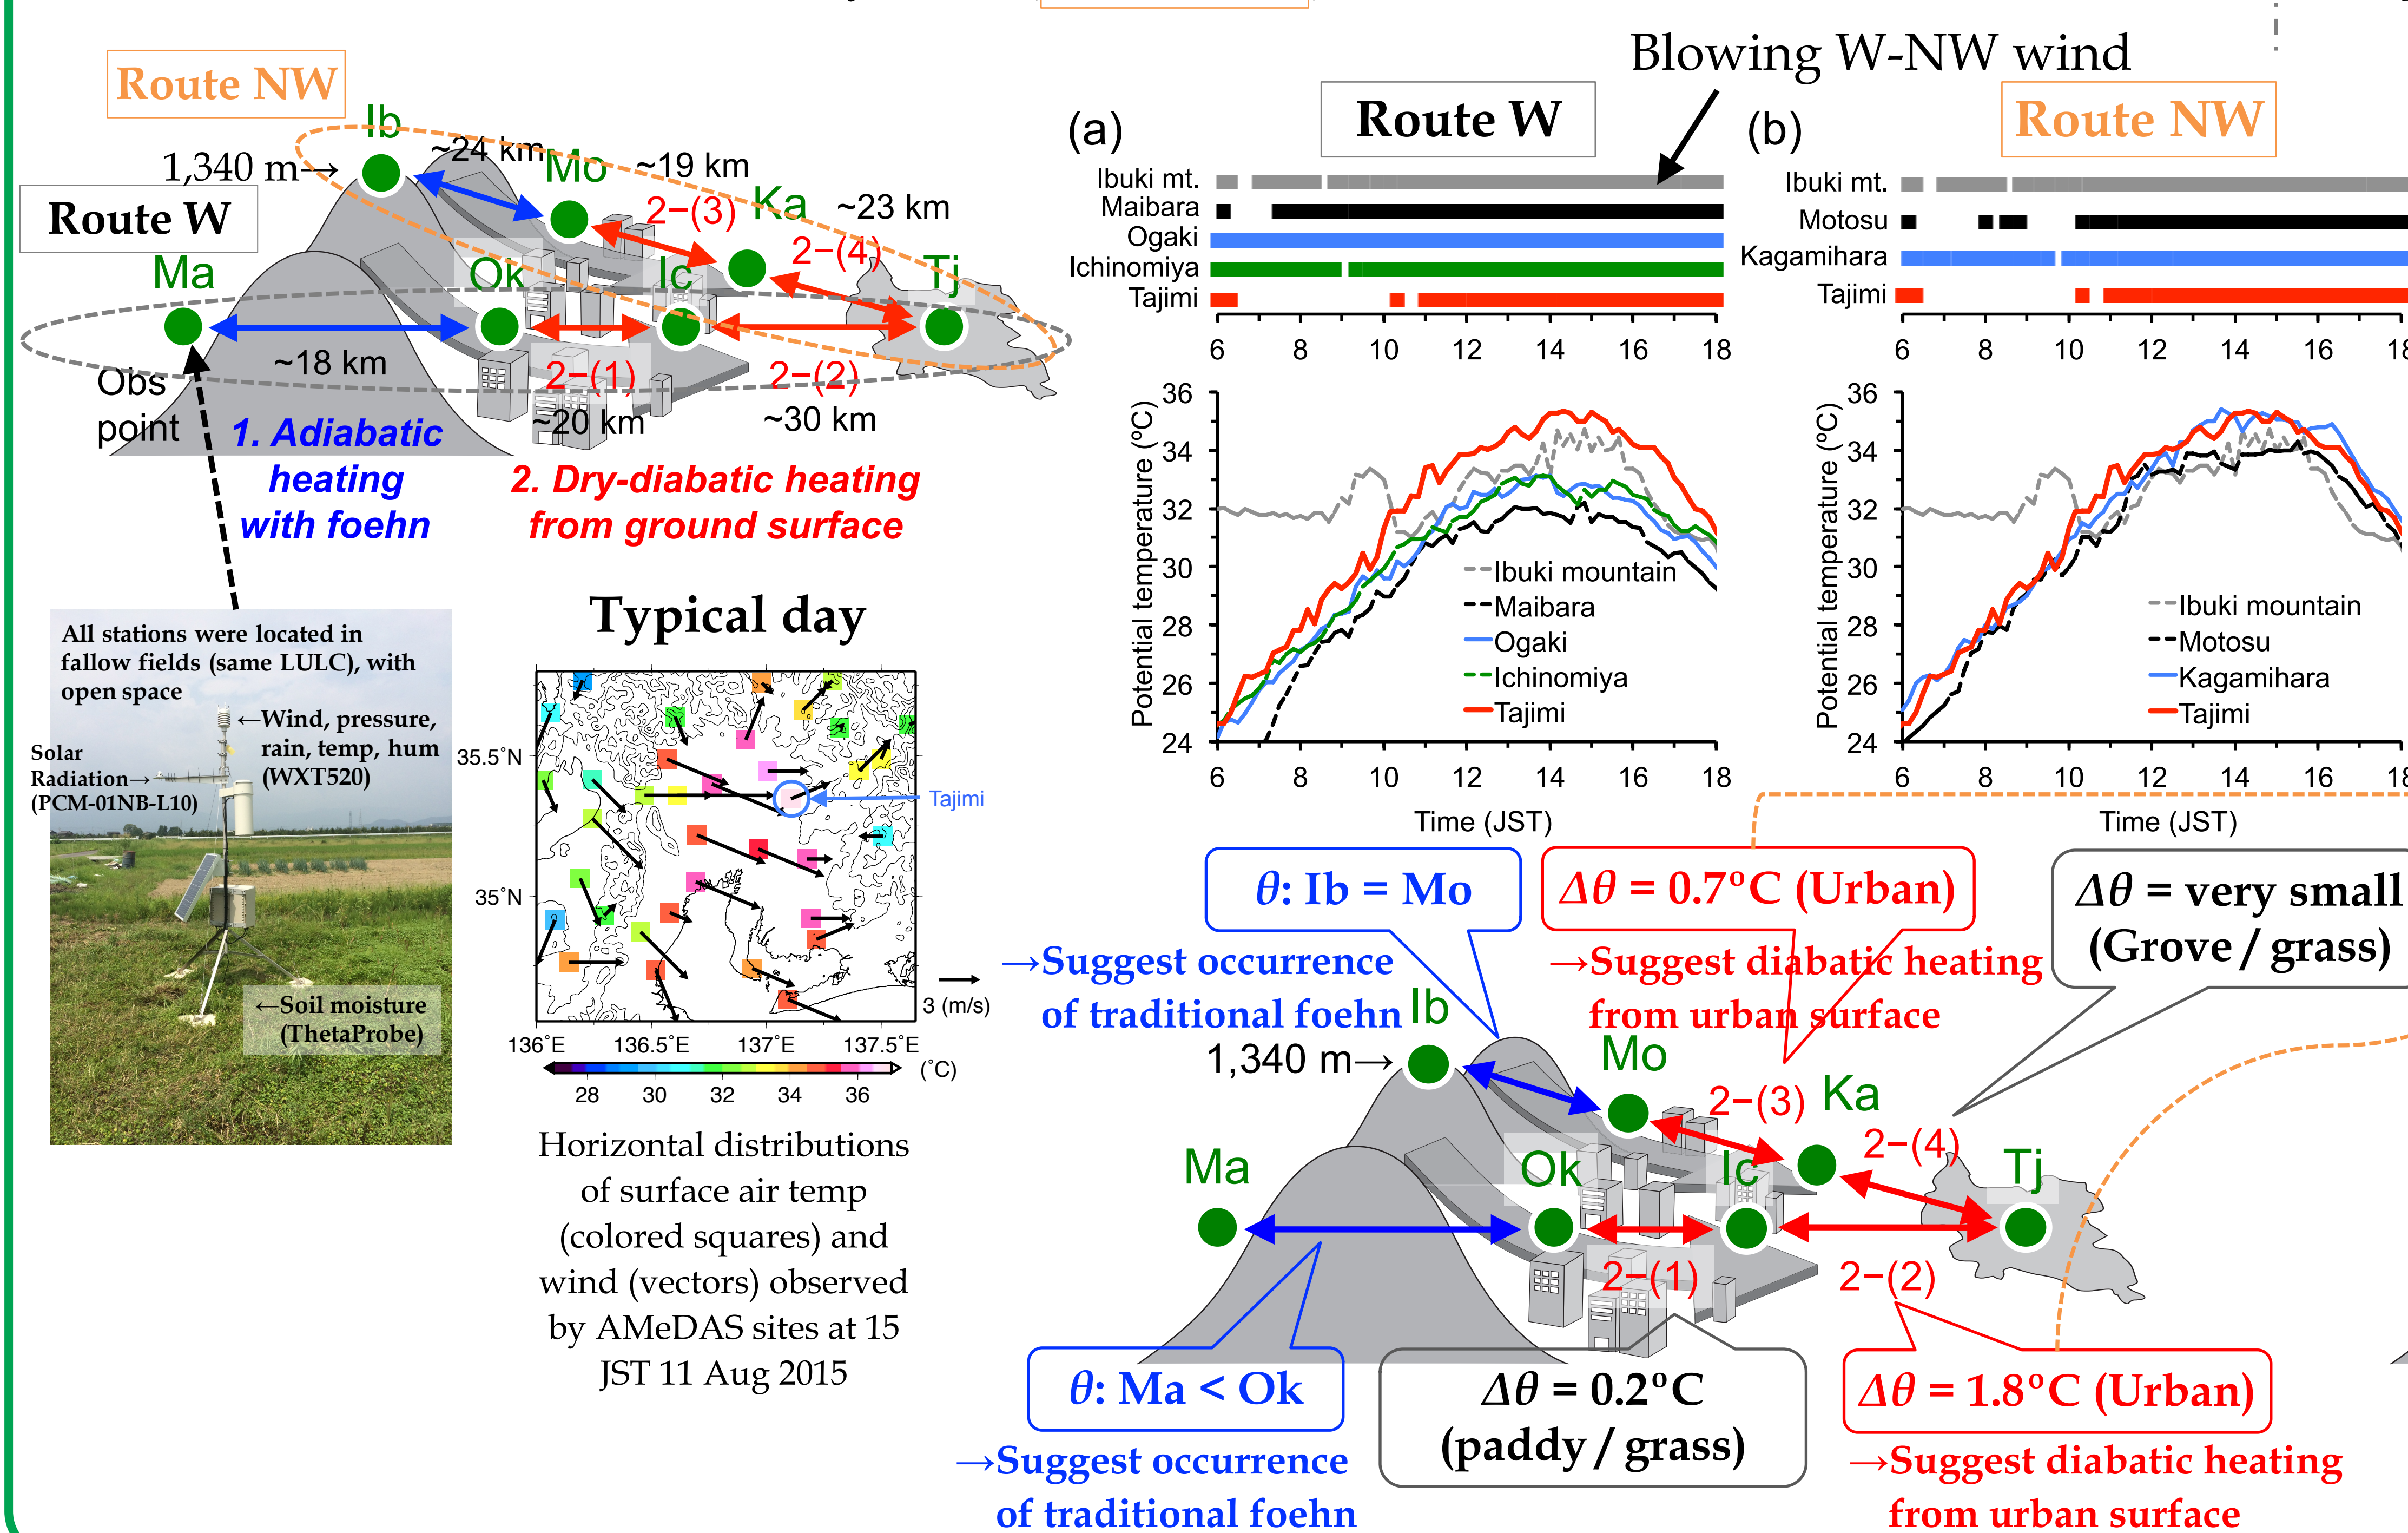 Route NW
Ib
1,340 m→
~24 km
Mo
~19 km
Route W
2−(3)
Ka
~23 km
2−(4)
Ma
Ok
Ic
Tj
~18 km
Obs
point
2−(1)
2−(2)
~20 km
~30 km
1. Adiabatic
heating
with foehn
2. Dry-diabatic heating
from ground surface
All stations were located in
fallow fields (same LULC), with
open space
←Wind, pressure,
rain, temp, hum
(WXT520)
Solar
Radiation→
(PCM-01NB-L10)
←Soil moisture
(ThetaProbe)
Typical day
35.5˚N
35˚N
Tajimi
3 (m/s)
136˚E 136.5˚E 137˚E 137.5˚E
(˚C)
28 30 32 34 36
Horizontal distributions
of surface air temp
(colored squares) and
wind (vectors) observed
by AMeDAS sites at 15
JST 11 Aug 2015
Blowing W-NW wind
(a)
Route W
Ibuki mt.
Maibara
Ogaki
Ichinomiya
Tajimi
6 8 10 12 14 16 18
Potential temperature (ºC)
36
34
32
30
28
26
24
Ibuki mountain
Maibara
Ogaki
Ichinomiya
Tajimi
6 8 10 12 14 16 18
Time (JST)
(b)
Route NW
Ibuki mt.
Motosu
Kagamihara
Tajimi
6 8 10 12 14 16 18
Potential temperature (ºC)
36
34
32
30
28
26
24
Ibuki mountain
Motosu
Kagamihara
Tajimi
6 8 10 12 14 16 18
Time (JST)
θ: Ib = Mo
→Suggest occurrence
of traditional foehn
Δθ = 0.7ºC (Urban)
→Suggest diabatic heating
from urban surface
Δθ = very small
(Grove / grass)
Ib
1,340 m→
Mo
2−(3)
Ka
2−(4)
Ma
Ok
Ic
Tj
2−(1)
2−(2)
θ: Ma < Ok
→Suggest occurrence
of traditional foehn
Δθ = 0.2ºC
(paddy / grass)
Δθ = 1.8ºC (Urban)
→Suggest diabatic heating
from urban surface